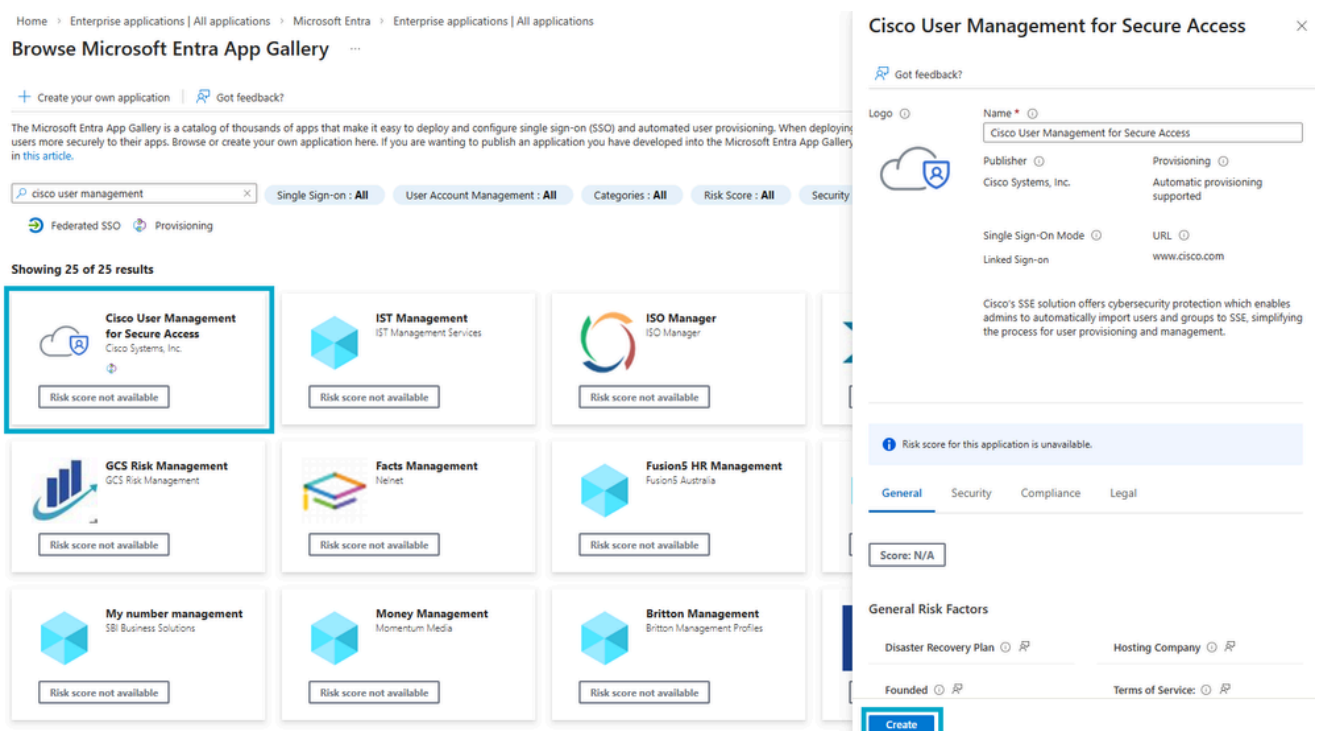 Home > Enterprise applications | All applications > Microsoft Entra > Enterprise applications | All applications
Browse Microsoft Entra App Gallery ...
+ Create your own application
Got feedback?
The Microsoft Entra App Gallery is a catalog of thousands of apps that make it easy to deploy and configure single sign-on (SSO) and automated user provisioning. When deploying
users more securely to their apps. Browse or create your own application here. If you are wanting to publish an application you have developed into the Microsoft Entra App Gallery
in this article.
cisco user management
Single Sign-on : All
User Account Management : All
Categories : All
Risk Score : All
Security
Federated SSO
Provisioning
Showing 25 of 25 results
Cisco User Management
for Secure Access
Cisco Systems, Inc.
Risk score not available
IST Management
IST Management Services
Risk score not available
ISO Manager
ISO Manager
Risk score not available
GCS Risk Management
GCS Risk Management
Risk score not available
Facts Management
Nelnet
Risk score not available
Fusion5 HR Management
Fusion5 Australia
Risk score not available
My number management
SBI Business Solutions
Risk score not available
Money Management
Momentum Media
Risk score not available
Britton Management
Britton Management Profiles
Risk score not available
Cisco User Management for Secure Access
Got feedback?
Logo
Name *
Cisco User Management for Secure Access
Publisher
Cisco Systems, Inc.
Provisioning
Automatic provisioning
supported
Single Sign-On Mode
Linked Sign-on
URL
www.cisco.com
Cisco's SSE solution offers cybersecurity protection which enables
admins to automatically import users and groups to SSE, simplifying
the process for user provisioning and management.
Risk score for this application is unavailable.
General
Security
Compliance
Legal
Score: N/A
General Risk Factors
Disaster Recovery Plan
Hosting Company
Founded
Terms of Service:
Create